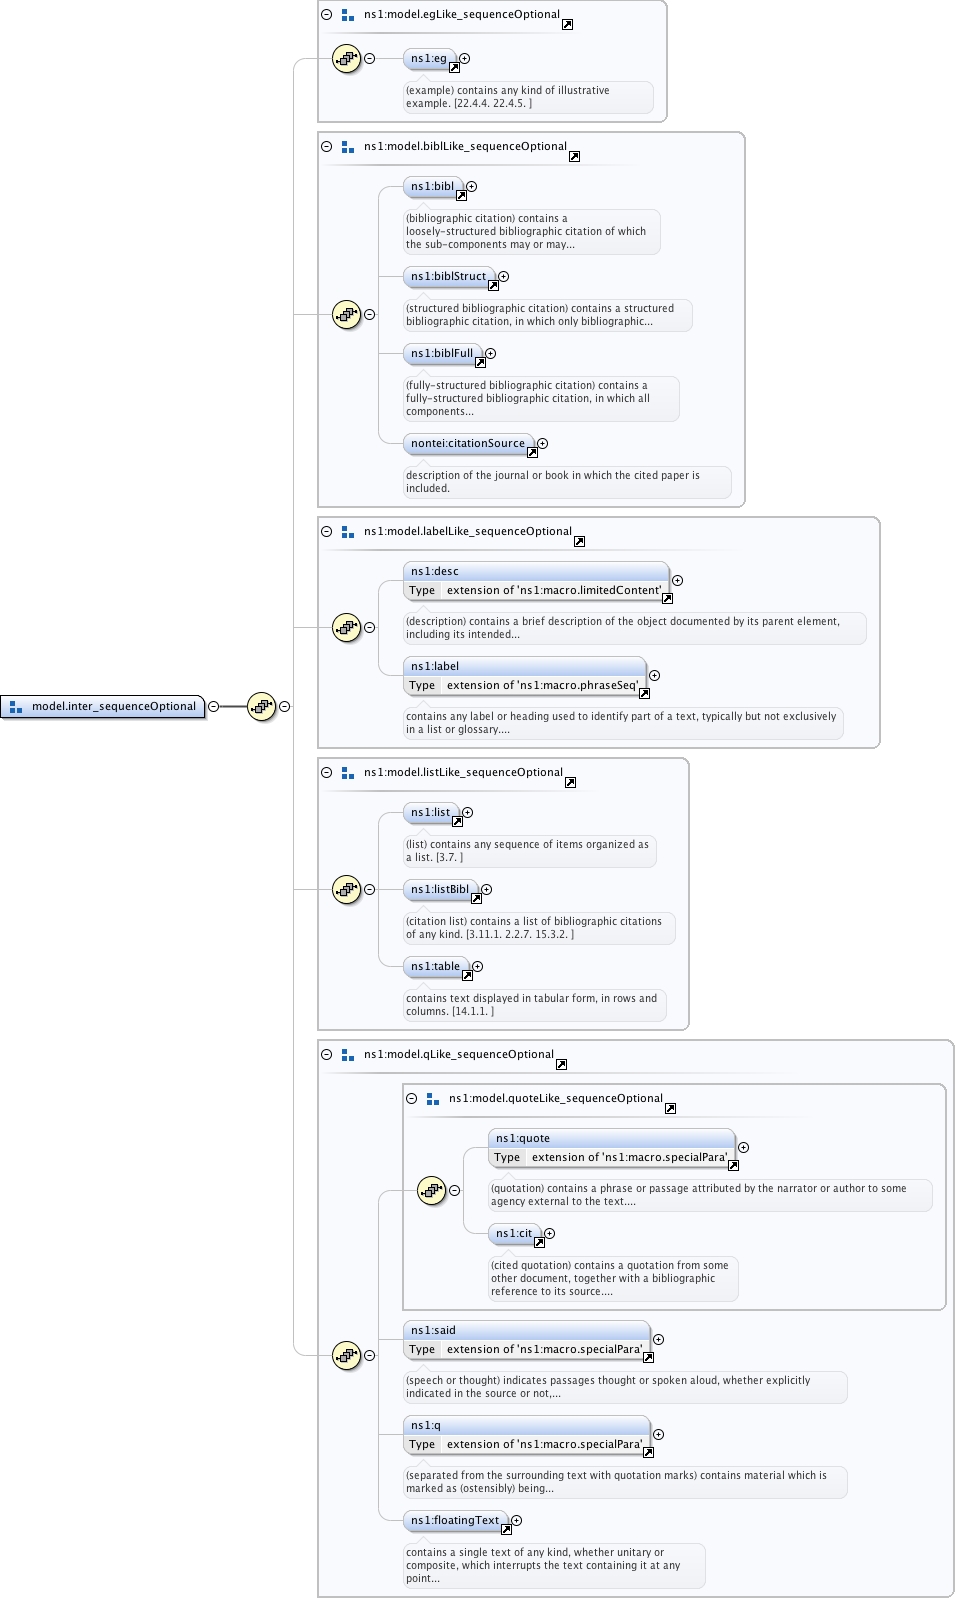 ns1:model.egLike_sequenceOptional
ns1:eg
(example) contains any kind of illustrative
example. [22.4.4. 22.4.5. ]
ns1:model.biblLike_sequenceOptional
ns1:bibl
(bibliographic citation) contains a
loosely-structured bibliographic citation of which
the sub-components may or may...
ns1:biblStruct
(structured bibliographic citation) contains a structured
bibliographic citation, in which only bibliographic...
ns1:biblFull
(fully-structured bibliographic citation) contains a
fully-structured bibliographic citation, in which all
components...
nontei:citationSource
description of the journal or book in which the cited paper is
included.
ns1:model.labelLike_sequenceOptional
ns1:desc
Type extension of 'ns1:macro.limitedContent'
(description) contains a brief description of the object documented by its parent element,
including its intended...
ns1:label
Type extension of 'ns1:macro.phraseSeq'
contains any label or heading used to identify part of a text, typically but not exclusively
in a list or glossary....
model.inter_sequenceOptional
ns1:model.listLike_sequenceOptional
ns1:list
(list) contains any sequence of items organized as
a list. [3.7. ]
ns1:listBibl
(citation list) contains a list of bibliographic citations
of any kind. [3.11.1. 2.2.7. 15.3.2. ]
ns1:table
contains text displayed in tabular form, in rows and
columns. [14.1.1. ]
ns1:model.qLike_sequenceOptional
ns1:model.quoteLike_sequenceOptional
ns1:quote
Type extension of 'ns1:macro.specialPara'
(quotation) contains a phrase or passage attributed by the narrator or author to some
agency external to the text....
ns1:cit
(cited quotation) contains a quotation from some
other document, together with a bibliographic
reference to its source....
ns1:said
Type extension of 'ns1:macro.specialPara'
(speech or thought) indicates passages thought or spoken aloud, whether explicitly
indicated in the source or not,...
ns1:q
Type extension of 'ns1:macro.specialPara'
(separated from the surrounding text with quotation marks) contains material which is
marked as (ostensibly) being...
ns1:floatingText
contains a single text of any kind, whether unitary or
composite, which interrupts the text containing it at any
point...